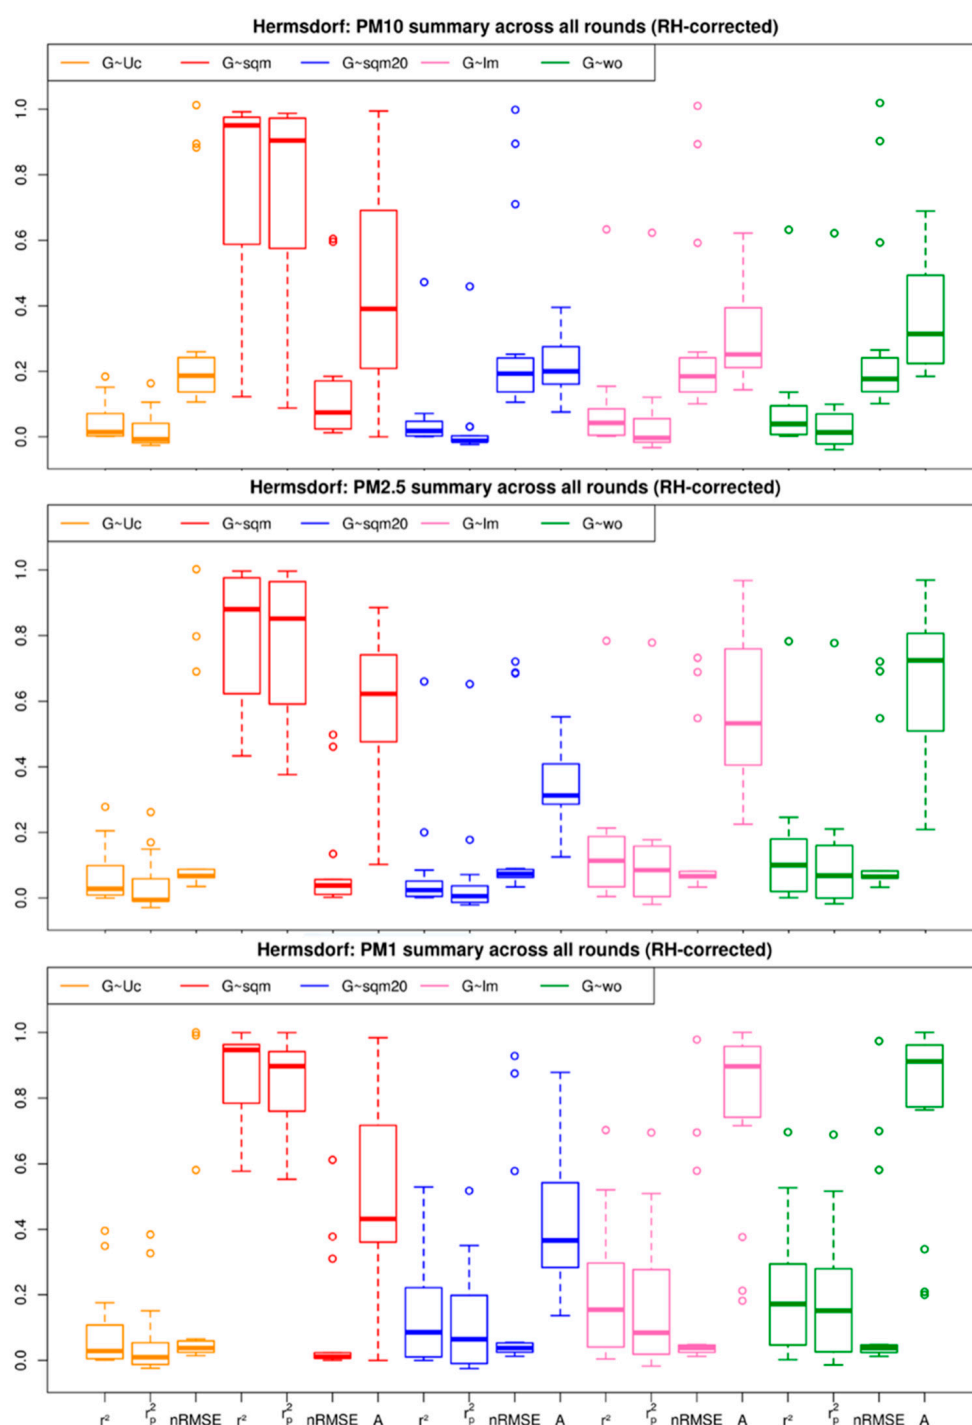 Hermsdorf: PM10 summary across all rounds (RH-corrected)
G~Uc G~sqm G~sqm20 G~lm G~wo
1.0
0.8
0.6
0.4
0.2
0.0
Hermsdorf: PM2.5 summary across all rounds (RH-corrected)
G~Uc G~sqm G~sqm20 G~lm G~wo
1.0
0.8
0.6
0.4
0.2
0.0
Hermsdorf: PM1 summary across all rounds (RH-corrected)
G~Uc G~sqm G~sqm20 G~lm G~wo
1.0
0.8
0.6
0.4
0.2
0.0
r² r²p nRMSE r² r²p nRMSE A r² r²p nRMSE A r² r²p nRMSE A r² r²p nRMSE A